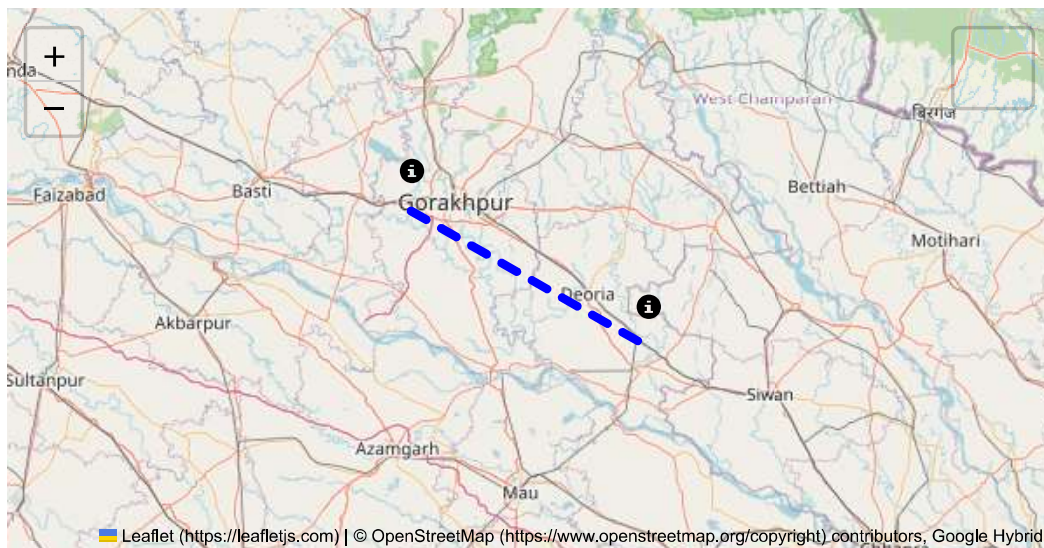 +
nda
−
West Champaran
बिरगंज
Faizabad
Basti
Gorakhpur
Bettiah
Motihari
Deoria
Akbarpur
Sultanpur
Siwan
Azamgarh
Mau
Leaflet (https://leafletjs.com) | © OpenStreetMap (https://www.openstreetmap.org/copyright) contributors, Google Hybrid